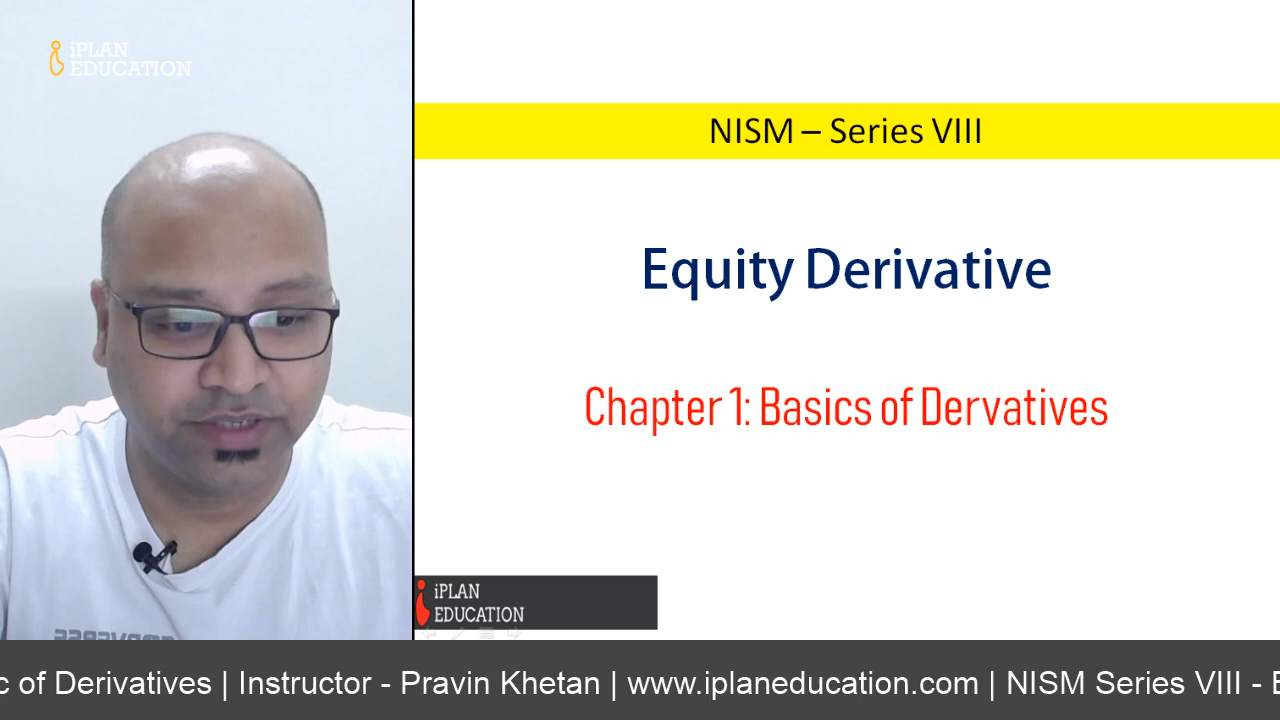 iPLAN
EDUCATION
NISM – Series VIII
Equity Derivative
Chapter 1: Basics of Dervatives
iPLAN
EDUCATION
c of Derivatives | Instructor - Pravin Khetan | www.iplaneducation.com | NISM Series VIII - E